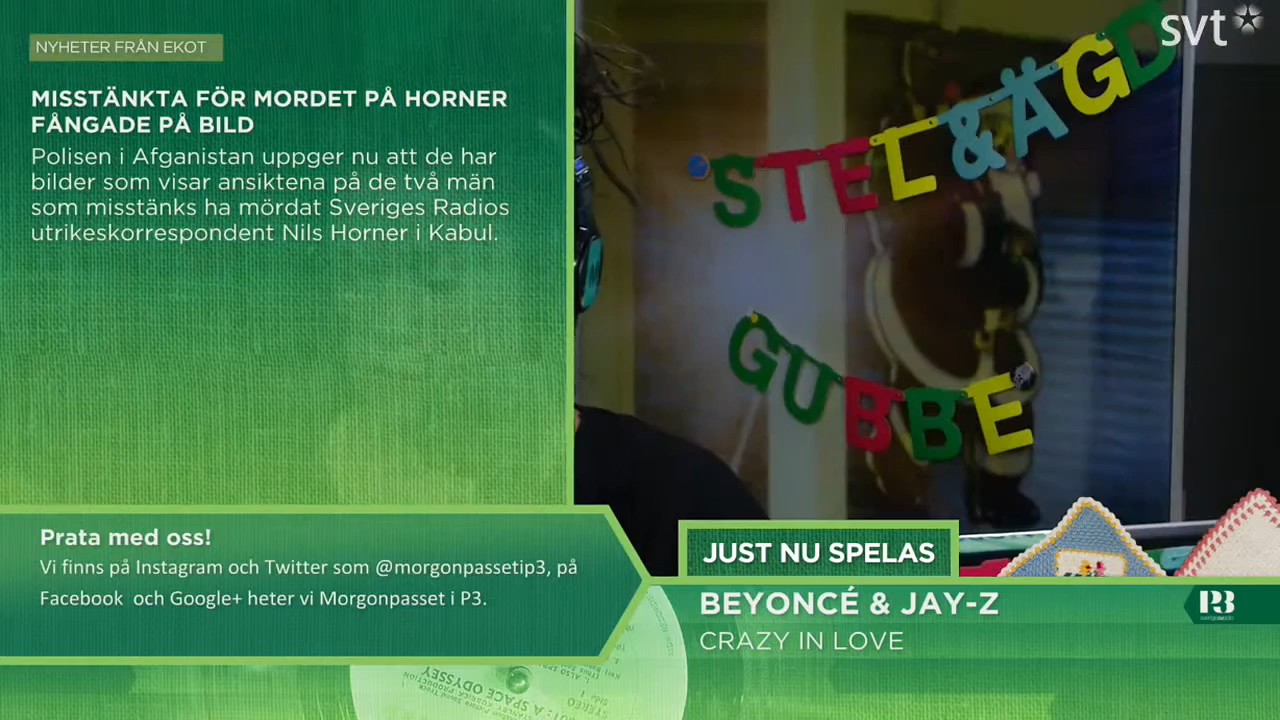 NYHETER FRÅN EKOT
MISSTÄNKTA FÖR MORDET PÅ HORNER
FÅNGADE PÅ BILD
Polisen i Afganistan uppger nu att de har
bilder som visar ansiktena på de två män
som misstänks ha mördat Sveriges Radios
utrikeskorrespondent Nils Horner i Kabul.
svt
STEL&ÄGD
GUBBE
Prata med oss!
Vi finns på Instagram och Twitter som @morgonpassetip3, på
Facebook och Google+ heter vi Morgonpasset i P3.
JUST NU SPELAS
BEYONCÉ & JAY-Z
CRAZY IN LOVE
P3
STEREO
A SPACE ODYSSEY